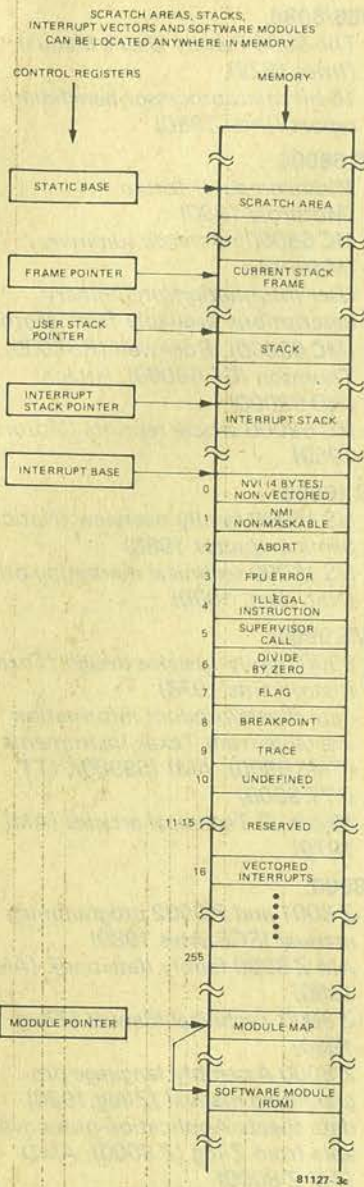 SCRATCH AREAS, STACKS,
INTERRUPT VECTORS AND SOFTWARE MODULES
CAN BE LOCATED ANYWHERE IN MEMORY
CONTROL REGISTERS
MEMORY
STATIC BASE
SCRATCH AREA
FRAME POINTER
CURRENT STACK
FRAME
USER STACK
POINTER
STACK
INTERRUPT
STACK POINTER
INTERRUPT STACK
INTERRUPT BASE
0
NVI (4 BYTES)
NON VECTORED
1
NMI
NON-MASKABLE
2
ABORT
3
FPU ERROR
4
ILLEGAL
INSTRUCTION
5
SUPERVISOR
CALL
6
DIVIDE
BY ZERO
7
FLAG
8
BREAKPOINT
9
TRACE
10
UNDEFINED
11-15
RESERVED
16
VECTORED
INTERRUPTS
255
MODULE POINTER
MODULE MAP
SOFTWARE MODULE
(ROM)
81127-3c